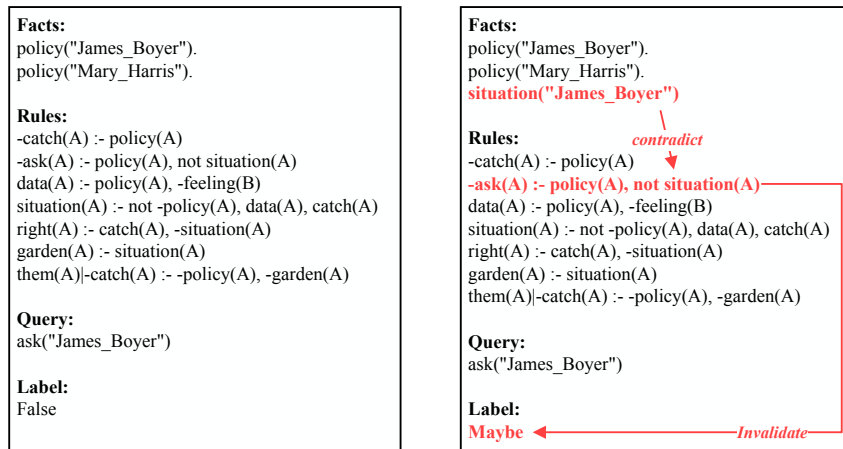 Facts:
policy("James_Boyer").
policy("Mary_Harris").
Rules:
-catch(A) :- policy(A)
-ask(A) :- policy(A), not situation(A)
data(A) :- policy(A), -feeling(B)
situation(A) :- not -policy(A), data(A), catch(A)
right(A) :- catch(A), -situation(A)
garden(A) :- situation(A)
them(A)|-catch(A) :- -policy(A), -garden(A)
Query:
ask("James_Boyer")
Label:
False
Facts:
policy("James_Boyer").
policy("Mary_Harris").
situation("James_Boyer")
contradict
Rules:
-catch(A) :- policy(A)
-ask(A) :- policy(A), not situation(A)
data(A) :- policy(A), -feeling(B)
situation(A) :- not -policy(A), data(A), catch(A)
right(A) :- catch(A), -situation(A)
garden(A) :- situation(A)
them(A)|-catch(A) :- -policy(A), -garden(A)
Query:
ask("James_Boyer")
Label:
Maybe
Invalidate